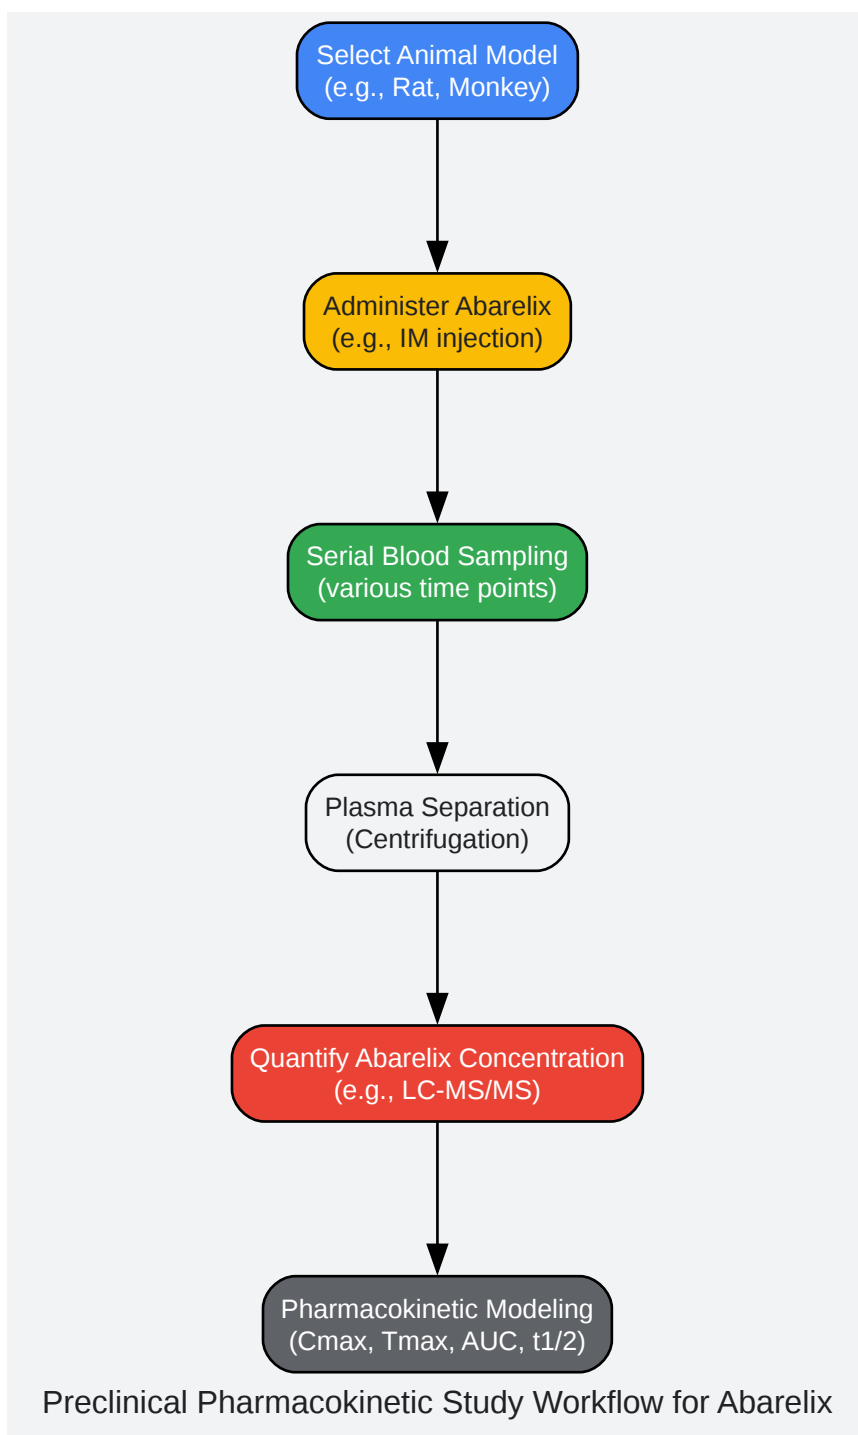 Select Animal Model
(e.g., Rat, Monkey)
Administer Abarelix
(e.g., IM injection)
Serial Blood Sampling
(various time points)
Plasma Separation
(Centrifugation)
Quantify Abarelix Concentration
(e.g., LC-MS/MS)
Pharmacokinetic Modeling
(Cmax, Tmax, AUC, t1/2)
Preclinical Pharmacokinetic Study Workflow for Abarelix